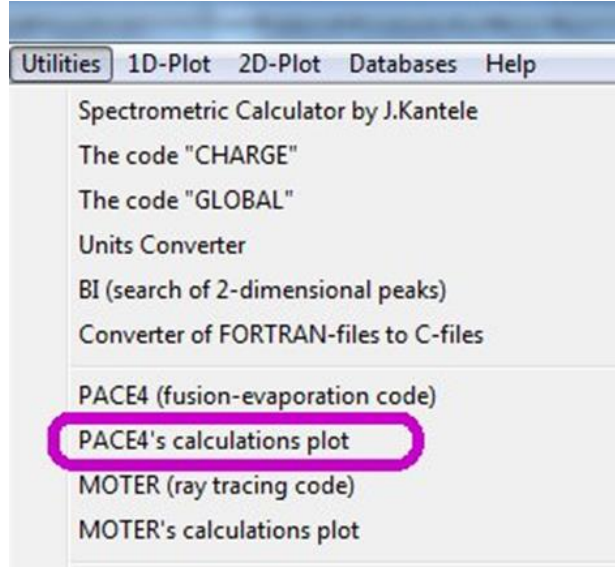 Utilities 1D-Plot 2D-Plot Databases Help
Spectrometric Calculator by J.Kantele
The code "CHARGE"
The code "GLOBAL"
Units Converter
BI (search of 2-dimensional peaks)
Converter of FORTRAN-files to C-files
PACE4 (fusion-evaporation code)
PACE4's calculations plot
MOTER (ray tracing code)
MOTER's calculations plot